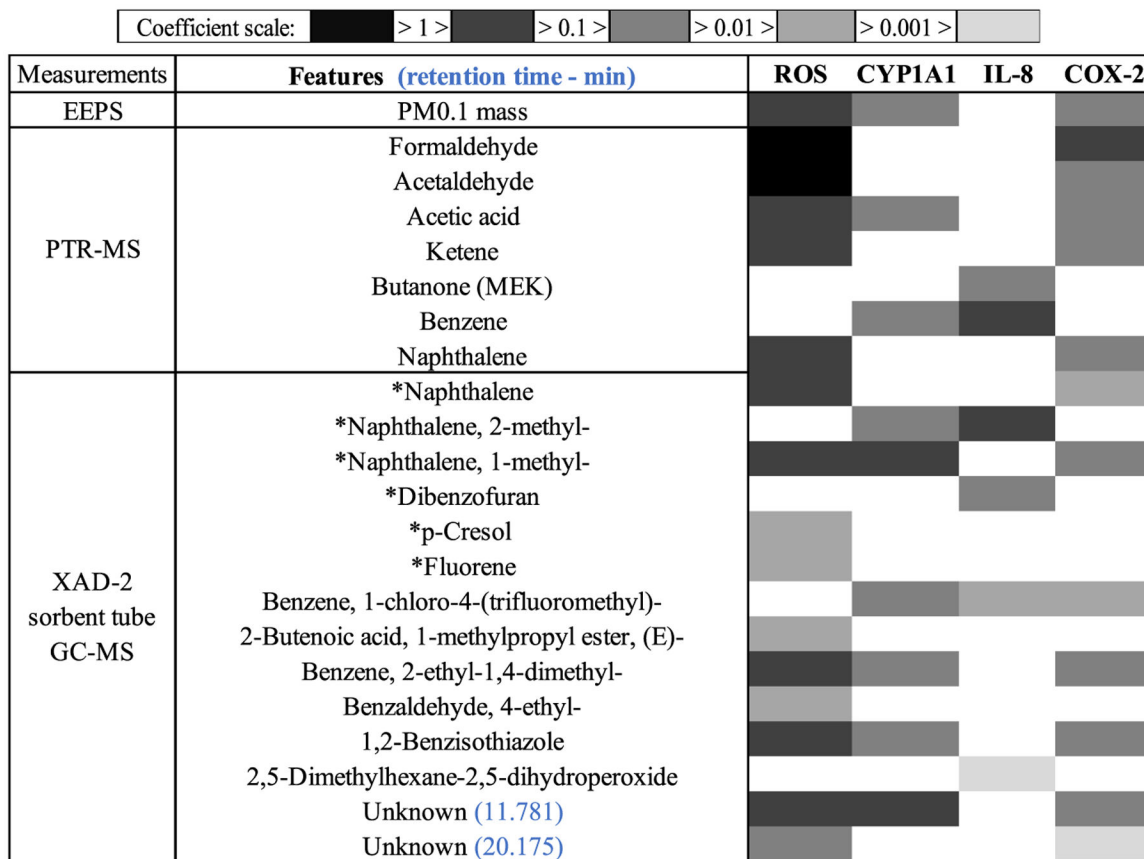 Coefficient scale: > 1 > > 0.1 > > 0.01 > > 0.001 >
Measurements Features (retention time - min) ROS CYP1A1 IL-8 COX-2
EEPS PM0.1 mass
Formaldehyde
Acetaldehyde
Acetic acid
PTR-MS Ketene
Butanone (MEK)
Benzene
Naphthalene
*Naphthalene
*Naphthalene, 2-methyl-
*Naphthalene, 1-methyl-
*Dibenzofuran
*p-Cresol
*Fluorene
XAD-2
sorbent tube
GC-MS
Benzene, 1-chloro-4-(trifluoromethyl)-
2-Butenoic acid, 1-methylpropyl ester, (E)-
Benzene, 2-ethyl-1,4-dimethyl-
Benzaldehyde, 4-ethyl-
1,2-Benzisothiazole
2,5-Dimethylhexane-2,5-dihydroperoxide
Unknown (11.781)
Unknown (20.175)